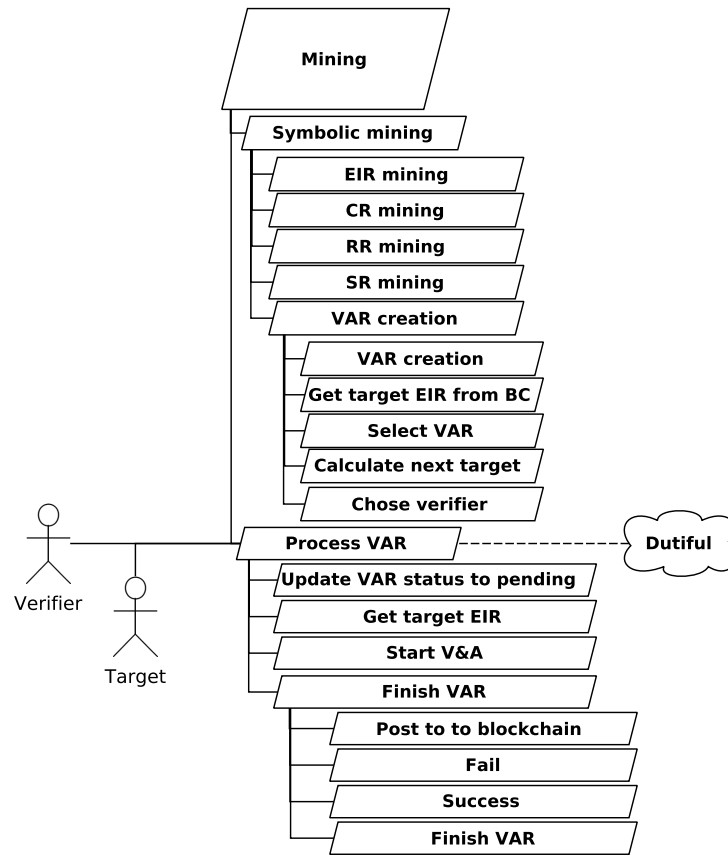 Mining
Symbolic mining
EIR mining
CR mining
RR mining
SR mining
VAR creation
VAR creation
Get target EIR from BC
Select VAR
Calculate next target
Chose verifier
Process VAR
Dutiful
Update VAR status to pending
Verifier
Get target EIR
Start V&A
Target
Finish VAR
Post to to blockchain
Fail
Success
Finish VAR